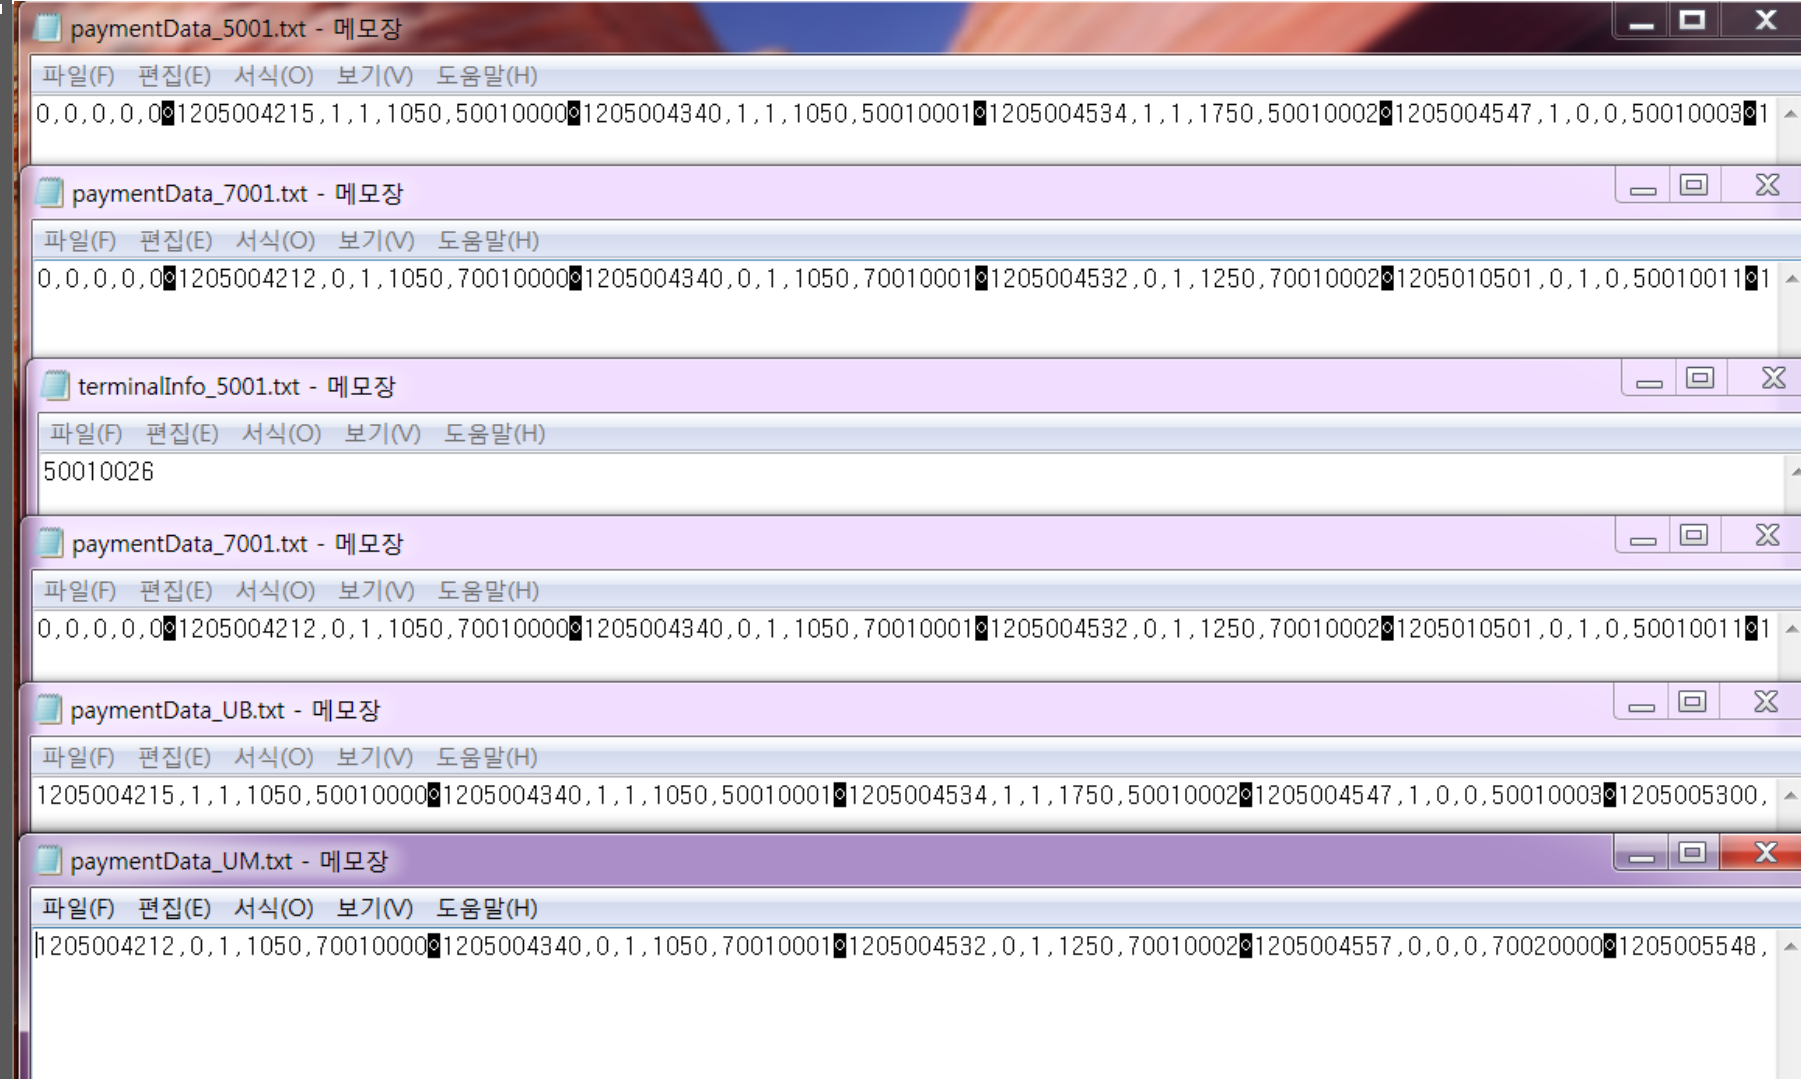 paymentData_5001.txt - 메모장
파일(F) 편집(E) 서식(O) 보기(V) 도움말(H)
0,0,0,0,0◙1205004215,1,1,1050,50010000◙1205004340,1,1,1050,50010001◙1205004534,1,1,1750,50010002◙1205004547,1,0,0,50010003◙1
paymentData_7001.txt - 메모장
파일(F) 편집(E) 서식(O) 보기(V) 도움말(H)
0,0,0,0,0◙1205004212,0,1,1050,70010000◙1205004340,0,1,1050,70010001◙1205004532,0,1,1250,70010002◙1205010501,0,1,0,50010011◙1
terminalInfo_5001.txt - 메모장
파일(F) 편집(E) 서식(O) 보기(V) 도움말(H)
50010026
paymentData_7001.txt - 메모장
파일(F) 편집(E) 서식(O) 보기(V) 도움말(H)
0,0,0,0,0◙1205004212,0,1,1050,70010000◙1205004340,0,1,1050,70010001◙1205004532,0,1,1250,70010002◙1205010501,0,1,0,50010011◙1
paymentData_UB.txt - 메모장
파일(F) 편집(E) 서식(O) 보기(V) 도움말(H)
1205004215,1,1,1050,50010000◙1205004340,1,1,1050,50010001◙1205004534,1,1,1750,50010002◙1205004547,1,0,0,50010003◙1205005300,
paymentData_UM.txt - 메모장
파일(F) 편집(E) 서식(O) 보기(V) 도움말(H)
1205004212,0,1,1050,70010000◙1205004340,0,1,1050,70010001◙1205004532,0,1,1250,70010002◙1205004557,0,0,0,70020000◙1205005548,